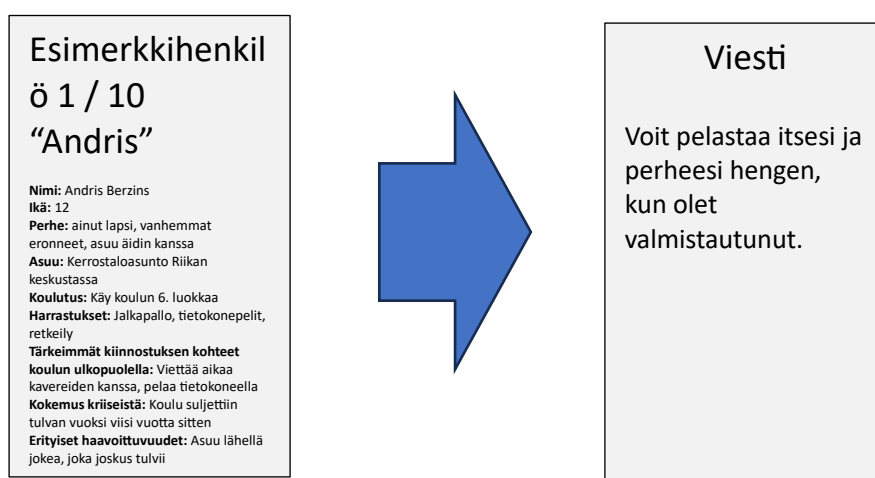 Esimerkkihenkil
ö 1 / 10
“Andris”
Nimi: Andris Berzins
Ikä: 12
Perhe: ainut lapsi, vanhemmat
eronneet, asuu äidin kanssa
Asuu: Kerrostaloasunto Riikan
keskustassa
Koulutus: Käy koulun 6. luokkaa
Harrastukset: Jalkapallo, tietokonepelit,
retkeily
Tärkeimmät kiinnostuksen kohteet
koulun ulkopuolella: Viettää aikaa
kavereiden kanssa, pelaa tietokoneella
Kokemus kriiseistä: Koulu suljettiin
tulvan vuoksi viisi vuotta sitten
Erityiset haavoittuvuudet: Asuu lähellä
jokea, joka joskus tulvii
Viesti
Voit pelastaa itsesi ja
perheesi hengen,
kun olet
valmistautunut.